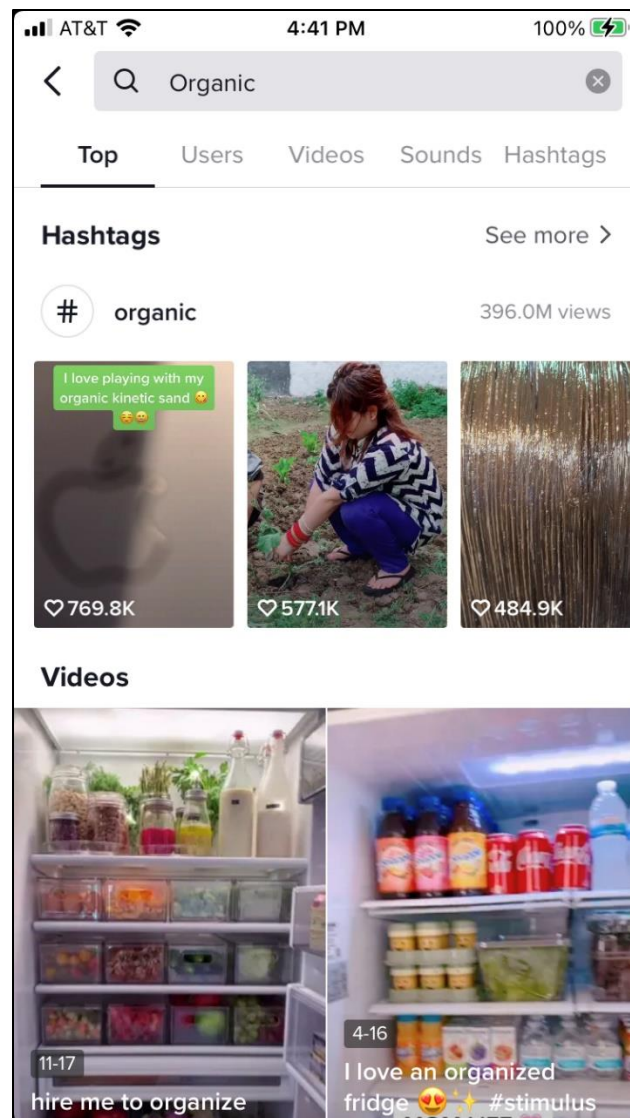 AT&T 4:41 PM 100%
Organic
Top Users Videos Sounds Hashtags
Hashtags See more >
# organic 396.0M views
I love playing with my
organic kinetic sand 😋
😌😐
769.8K 577.1K 484.9K
Videos
11-17
hire me to organize
4-16
I love an organized
fridge 😍✨ #stimulus